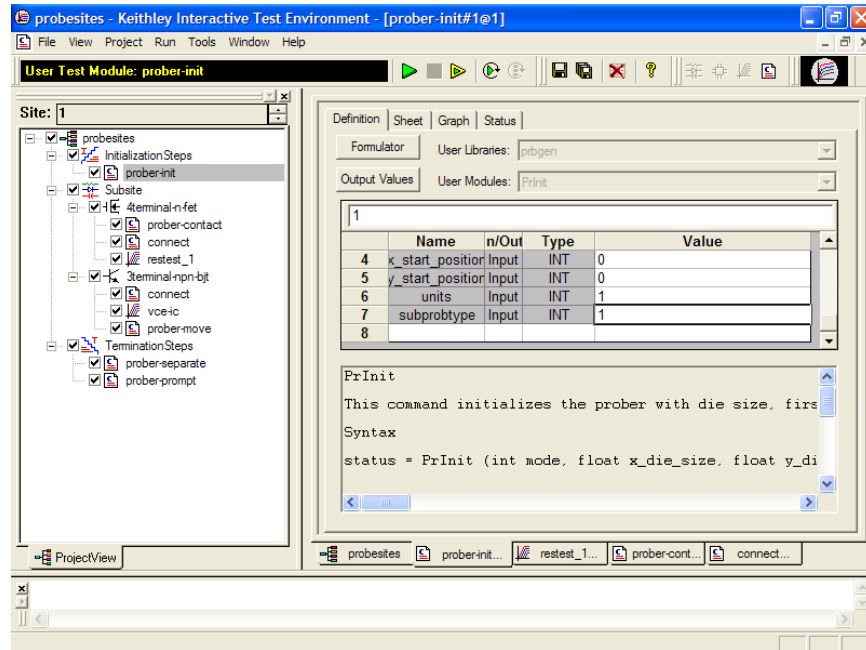 probesites - Keithley Interactive Test Environment - [prober-init#1@1]
File View Project Run Tools Window Help
User Test Module: prober-init
Site: 1
probesites
InitializationSteps
prober-init
Subsite
4terminal-n-fet
prober-contact
connect
restest_1
3terminal-npn-bjt
connect
vce-ic
prober-move
TerminationSteps
prober-separate
prober-prompt
ProjectView
Definition Sheet Graph Status
Formulator User Libraries: prbgen
Output Values User Modules: PrInit
1
Name n/Out Type Value
4 x_start_position Input INT 0
5 y_start_position Input INT 0
6 units Input INT 1
7 subprobtype Input INT 1
8
PrInit
This command initializes the prober with die size, firs
Syntax
status = PrInit (int mode, float x_die_size, float y_di
probesites prober-init... restest_1... prober-cont... connect...